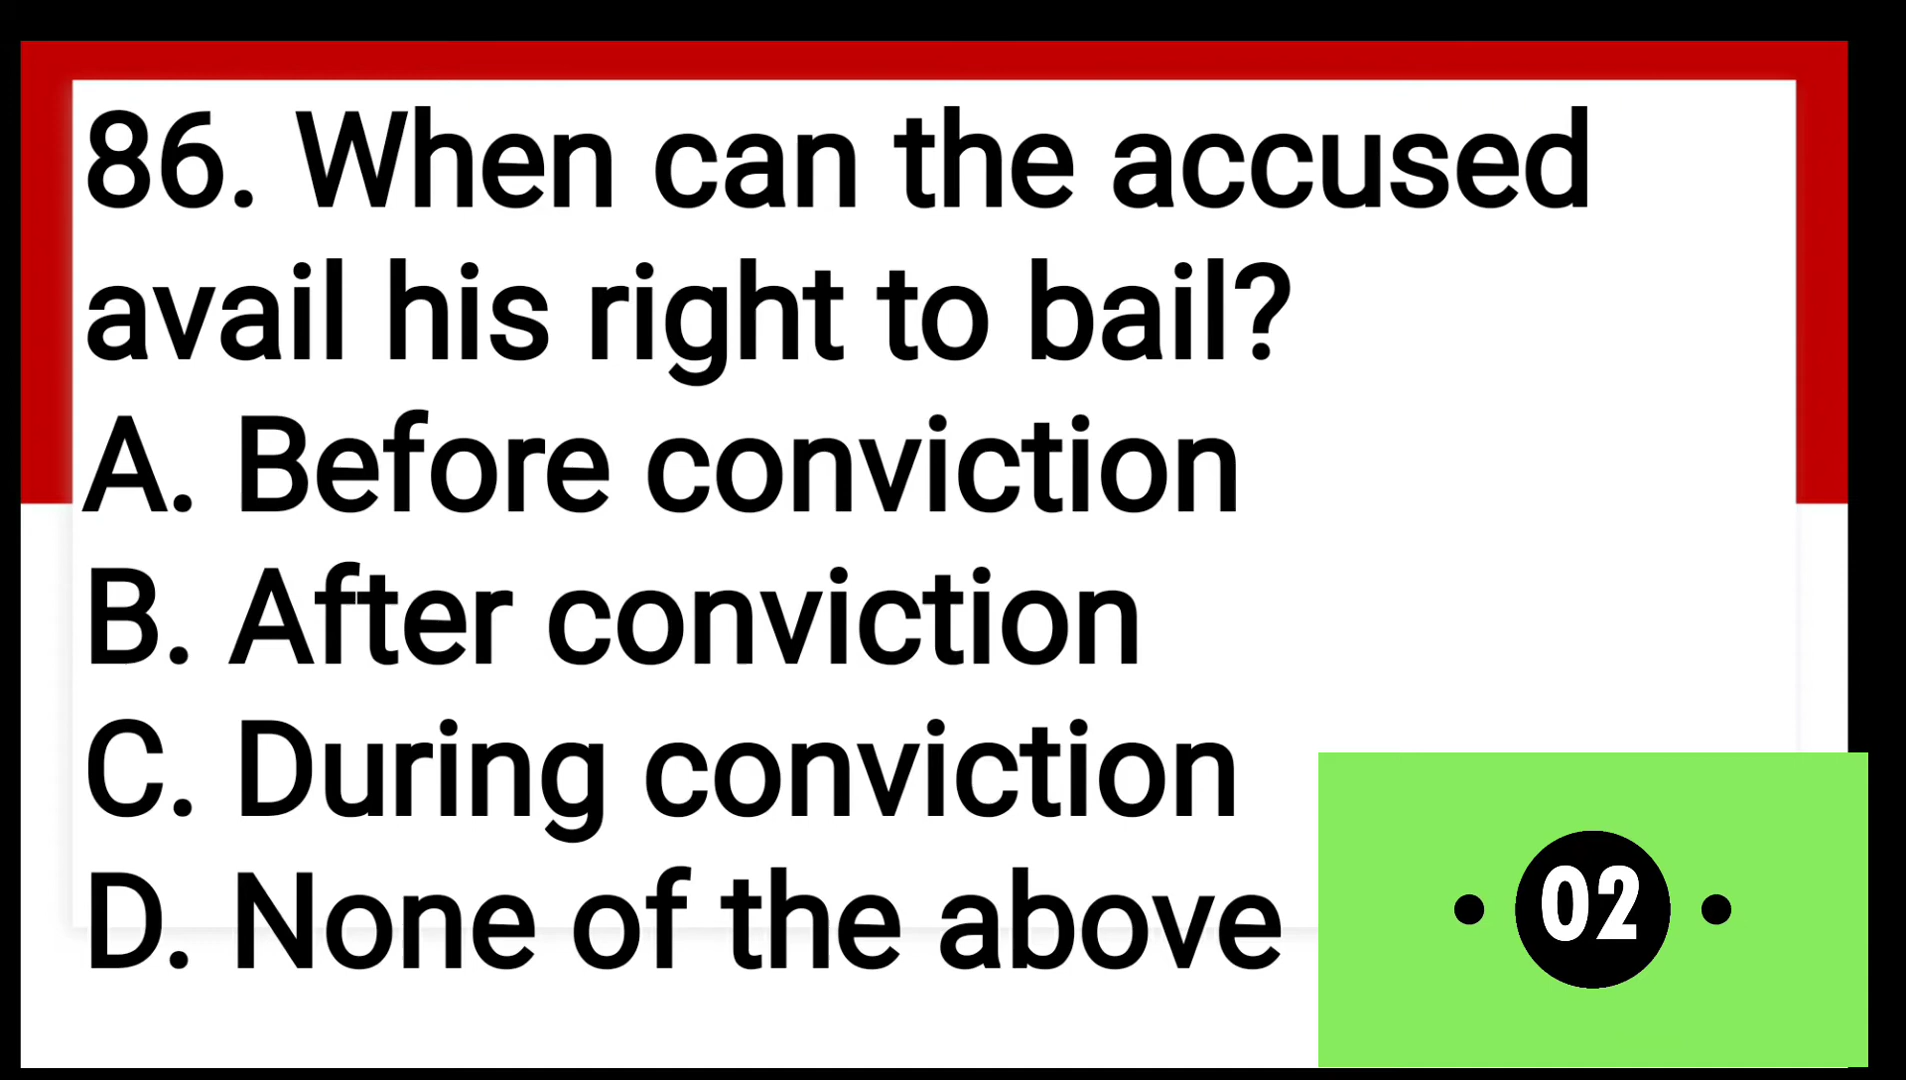 86. When can the accused
avail his right to bail?
A. Before conviction
B. After conviction
C. During conviction
D. None of the above
02